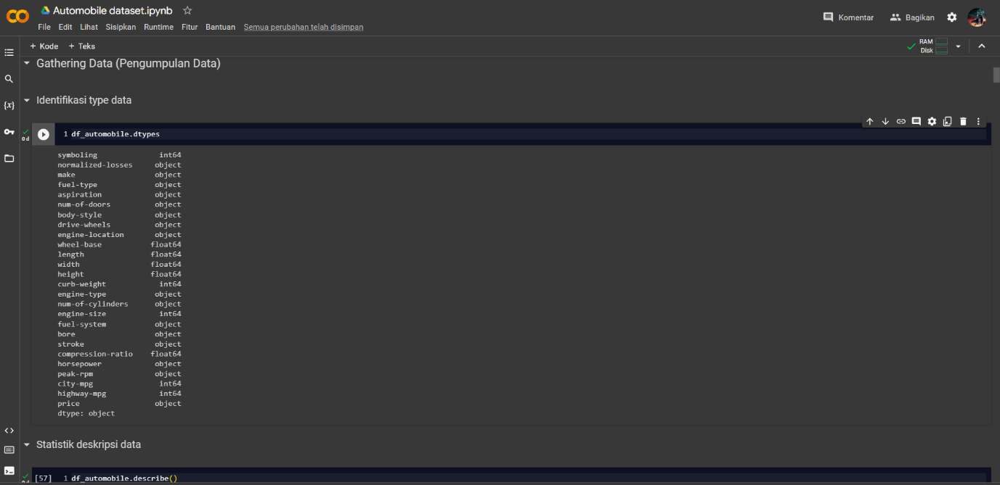 Automobile dataset.ipynb
File Edit Lihat Sisipkan Runtime Fitur Bantuan Semua perubahan telah disimpan
Komentar Bagikan
+ Kode + Teks
RAM
Disk
Gathering Data (Pengumpulan Data)
Identifikasi type data
{x}
0 d
1 df_automobile.dtypes
symboling int64
normalized-losses object
make object
fuel-type object
aspiration object
num-of-doors object
body-style object
drive-wheels object
engine-location object
wheel-base float64
length float64
width float64
height float64
curb-weight int64
engine-type object
num-of-cylinders object
engine-size int64
fuel-system object
bore object
stroke object
compression-ratio float64
horsepower object
peak-rpm object
city-mpg int64
highway-mpg int64
price object
dtype: object
Statistik deskripsi data
[57] 1 df_automobile.describe()